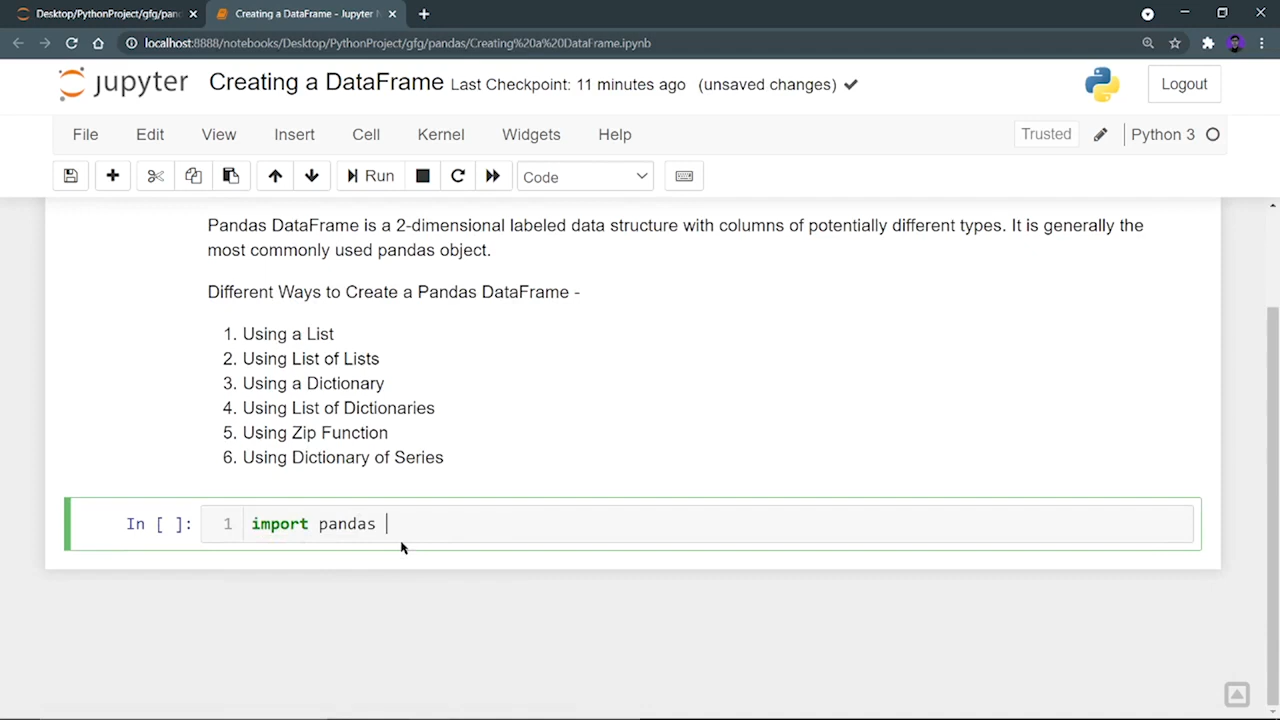 Desktop/PythonProject/gfg/pan
Creating a DataFrame - Jupyter
localhost:8888/notebooks/Desktop/PythonProject/gfg/pandas/Creating%20a%20DataFrame.ipynb
jupyter Creating a DataFrame Last Checkpoint: 11 minutes ago (unsaved changes) Logout
File Edit View Insert Cell Kernel Widgets Help Trusted Python 3
Run Code
Pandas DataFrame is a 2-dimensional labeled data structure with columns of potentially different types. It is generally the
most commonly used pandas object.
Different Ways to Create a Pandas DataFrame -
1. Using a List
2. Using List of Lists
3. Using a Dictionary
4. Using List of Dictionaries
5. Using Zip Function
6. Using Dictionary of Series
In [ ]: 1 import pandas